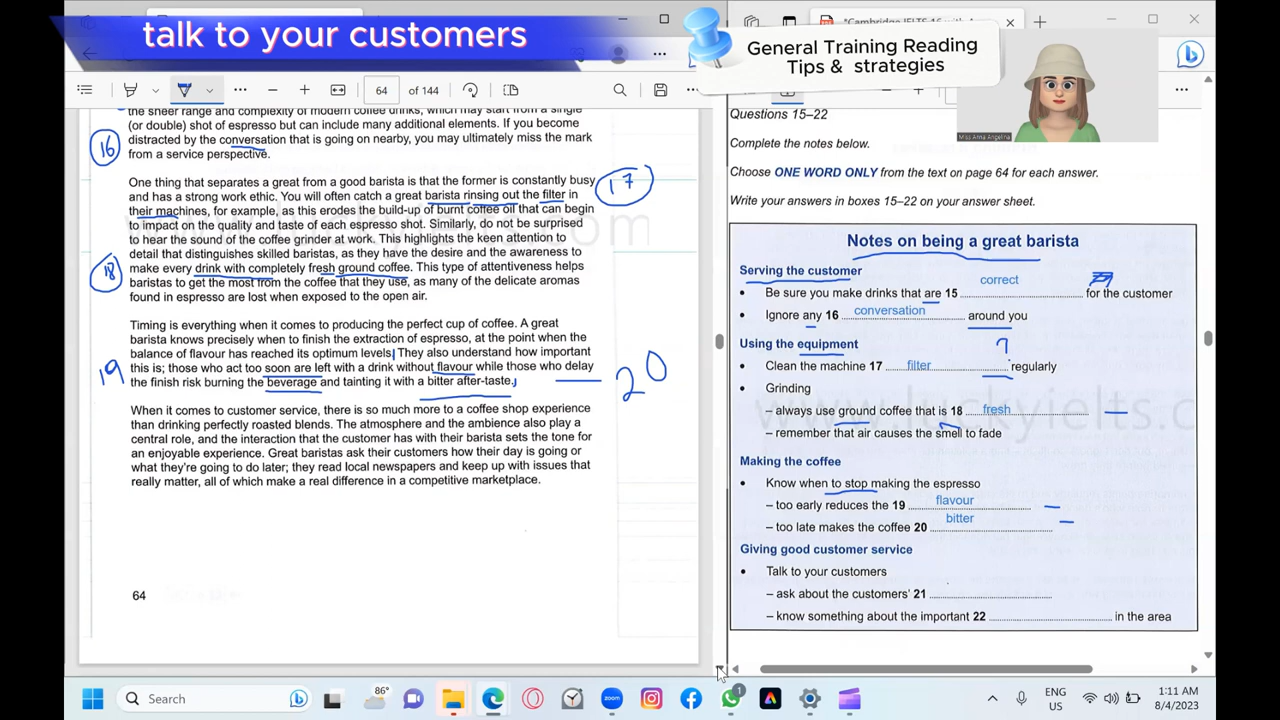 talk to your customers
General Training Reading
Tips & strategies
*Cambridge IELTS 16 with A
Miss Anna Angelina
64 of 144
the sheer range and complexity of modern coffee drinks, which may start from a single
(or double) shot of espresso but can include many additional elements. If you become
distracted by the conversation that is going on nearby, you may ultimately miss the mark
from a service perspective.
16
One thing that separates a great from a good barista is that the former is constantly busy
and has a strong work ethic. You will often catch a great barista rinsing out the filter in
their machines, for example, as this erodes the build-up of burnt coffee oil that can begin
to impact on the quality and taste of each espresso shot. Similarly, do not be surprised
to hear the sound of the coffee grinder at work. This highlights the keen attention to
detail that distinguishes skilled baristas, as they have the desire and the awareness to
make every drink with completely fresh ground coffee. This type of attentiveness helps
baristas to get the most from the coffee that they use, as many of the delicate aromas
found in espresso are lost when exposed to the open air.
17
18
Timing is everything when it comes to producing the perfect cup of coffee. A great
barista knows precisely when to finish the extraction of espresso, at the point when the
balance of flavour has reached its optimum levels. They also understand how important
this is; those who act too soon are left with a drink without flavour while those who delay
the finish risk burning the beverage and tainting it with a bitter after-taste.
19
20
When it comes to customer service, there is so much more to a coffee shop experience
than drinking perfectly roasted blends. The atmosphere and the ambience also play a
central role, and the interaction that the customer has with their barista sets the tone for
an enjoyable experience. Great baristas ask their customers how their day is going or
what they're going to do later; they read local newspapers and keep up with issues that
really matter, all of which make a real difference in a competitive marketplace.
64
Questions 15–22
Complete the notes below.
Choose ONE WORD ONLY from the text on page 64 for each answer.
Write your answers in boxes 15–22 on your answer sheet.
Notes on being a great barista
Serving the customer
• Be sure you make drinks that are 15 correct for the customer
• Ignore any 16 conversation around you
Using the equipment
?
• Clean the machine 17 filter regularly
• Grinding
– always use ground coffee that is 18 fresh
– remember that air causes the smell to fade
Making the coffee
• Know when to stop making the espresso
– too early reduces the 19 flavour
– too late makes the coffee 20 bitter
Giving good customer service
• Talk to your customers
– ask about the customers' 21
– know something about the important 22 in the area
Search
86°
zoom
1
ENG
US
1:11 AM
8/4/2023